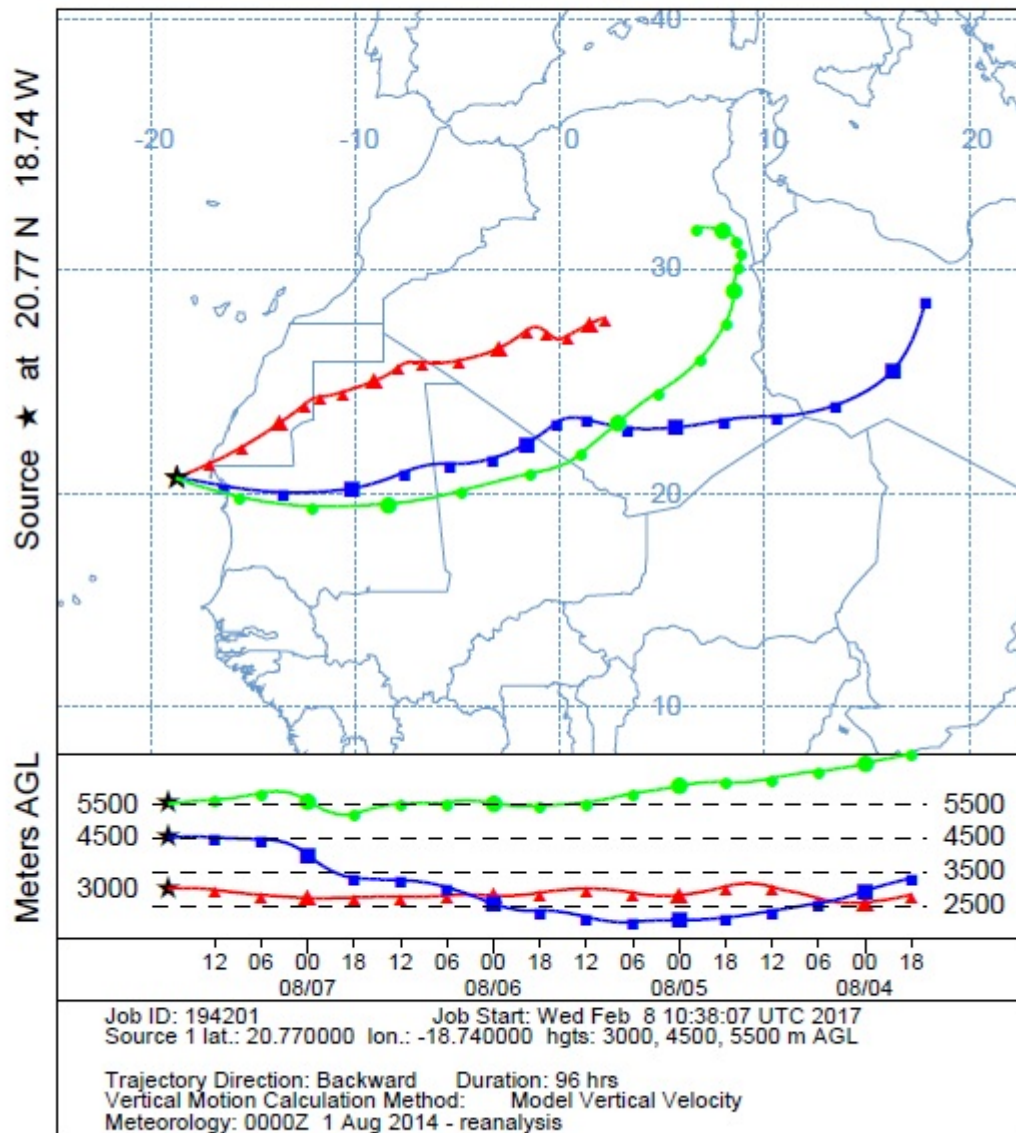 Source ★ at 20.77 N 18.74 W
40
-20 -10 0 10 20
30
20
10
Meters AGL
5500 5500
4500 4500
3500
3000
2500
12 06 00 18 12 06 00 18 12 06 00 18 12 06 00 18
08/07 08/06 08/05 08/04
Job ID: 194201 Job Start: Wed Feb 8 10:38:07 UTC 2017
Source 1 lat.: 20.770000 lon.: -18.740000 hgts: 3000, 4500, 5500 m AGL
Trajectory Direction: Backward Duration: 96 hrs
Vertical Motion Calculation Method: Model Vertical Velocity
Meteorology: 0000Z 1 Aug 2014 - reanalysis